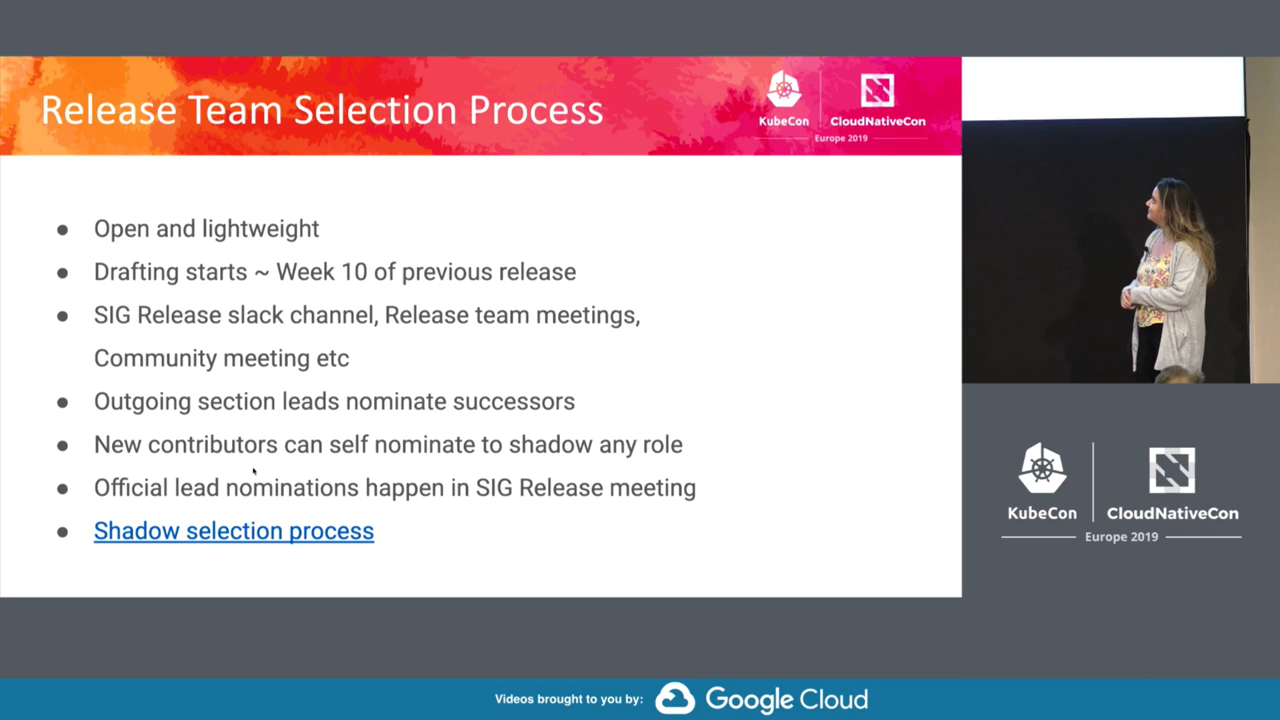 Release Team Selection Process
KubeCon
CloudNativeCon
Europe 2019
● Open and lightweight
● Drafting starts ~ Week 10 of previous release
● SIG Release slack channel, Release team meetings,
Community meeting etc
● Outgoing section leads nominate successors
● New contributors can self nominate to shadow any role
● Official lead nominations happen in SIG Release meeting
● Shadow selection process
KubeCon
CloudNativeCon
Europe 2019
Videos brought to you by: Google Cloud